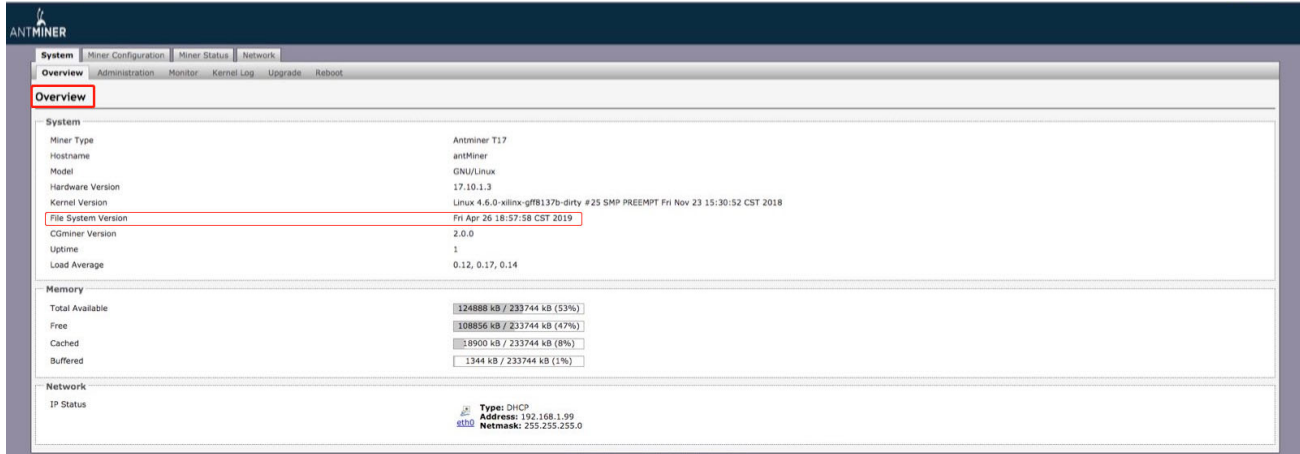 ANTMINER
System Miner Configuration Miner Status Network
Overview Administration Monitor Kernel Log Upgrade Reboot
Overview
System
Miner Type Antminer T17
Hostname antMiner
Model GNU/Linux
Hardware Version 17.10.1.3
Kernel Version Linux 4.6.0-xilinx-gff8137b-dirty #25 SMP PREEMPT Fri Nov 23 15:30:52 CST 2018
File System Version Fri Apr 26 18:57:58 CST 2019
CGminer Version 2.0.0
Uptime 1
Load Average 0.12, 0.17, 0.14
Memory
Total Available 124888 kB / 233744 kB (53%)
Free 108856 kB / 233744 kB (47%)
Cached 18900 kB / 233744 kB (8%)
Buffered 1344 kB / 233744 kB (1%)
Network
IP Status Type: DHCP
Address: 192.168.1.99
eth0 Netmask: 255.255.255.0